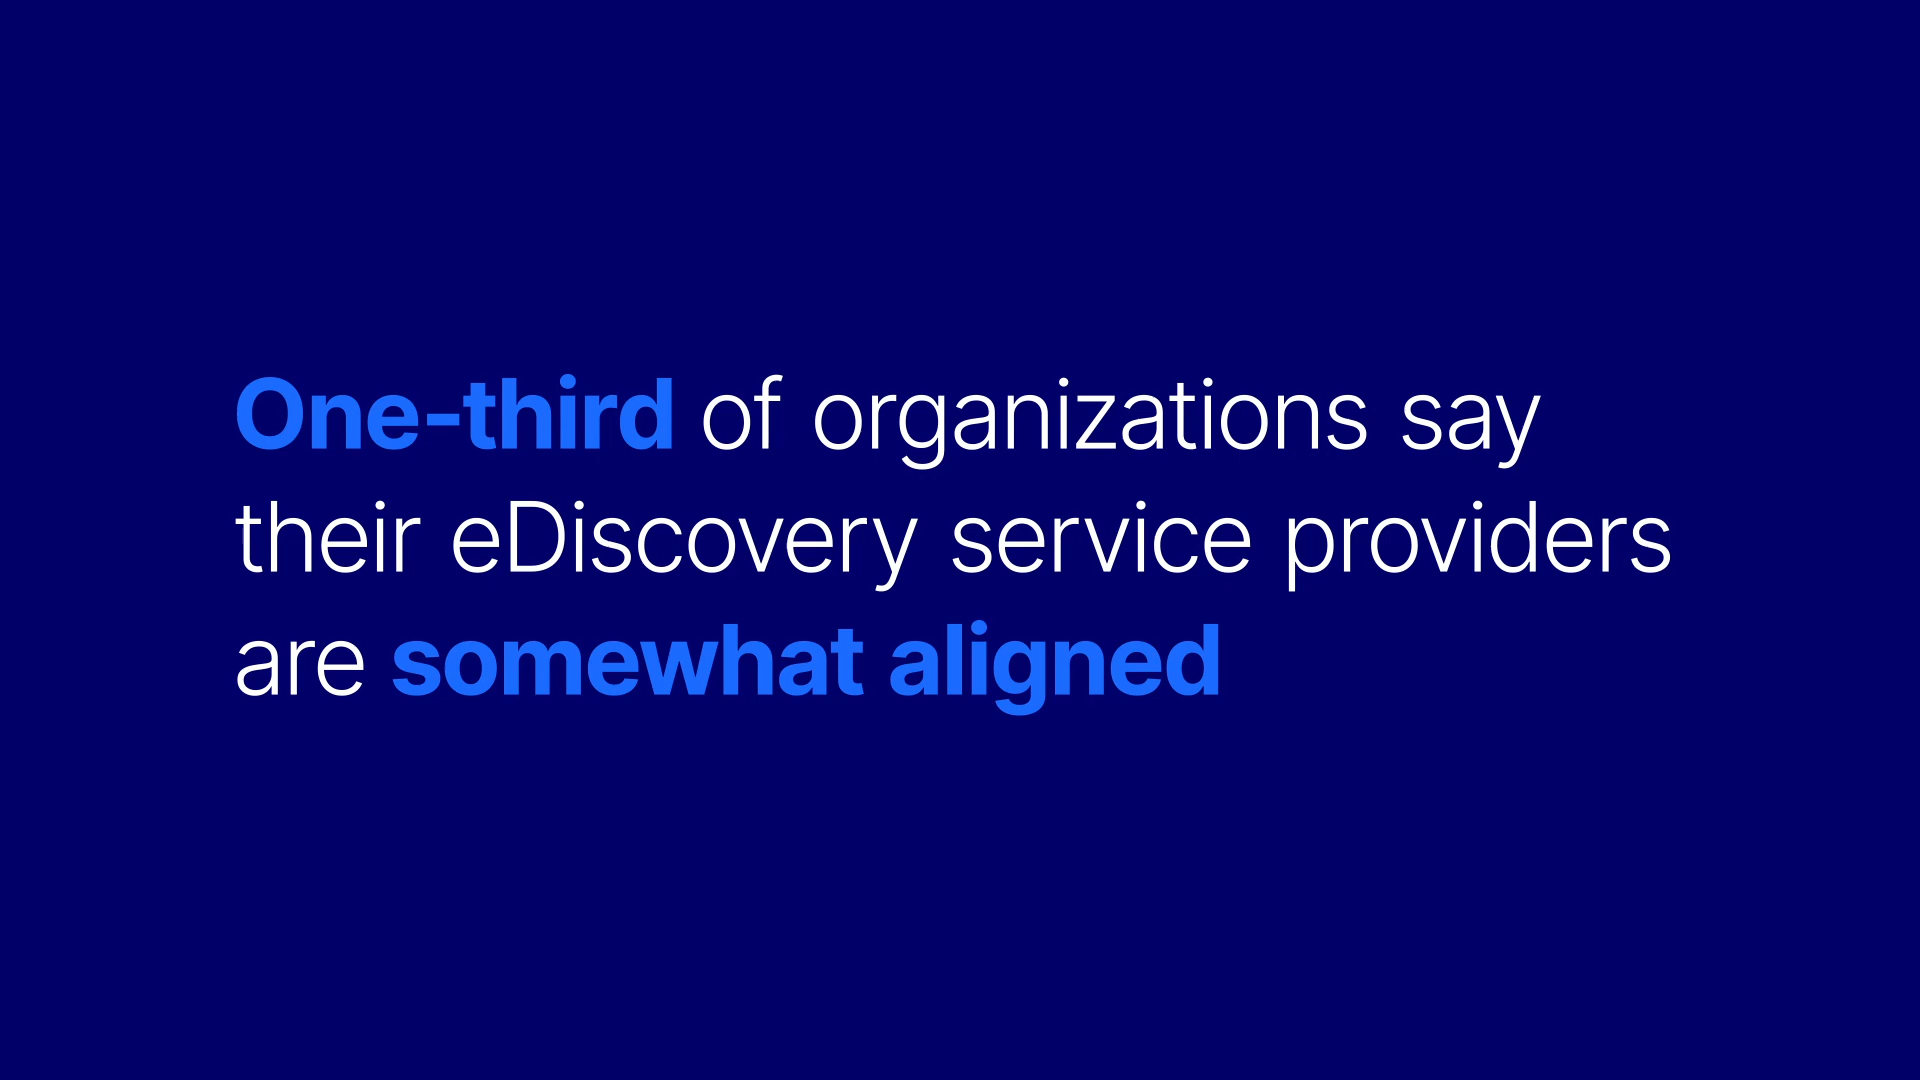 One-third of organizations say
their eDiscovery service providers
are somewhat aligned